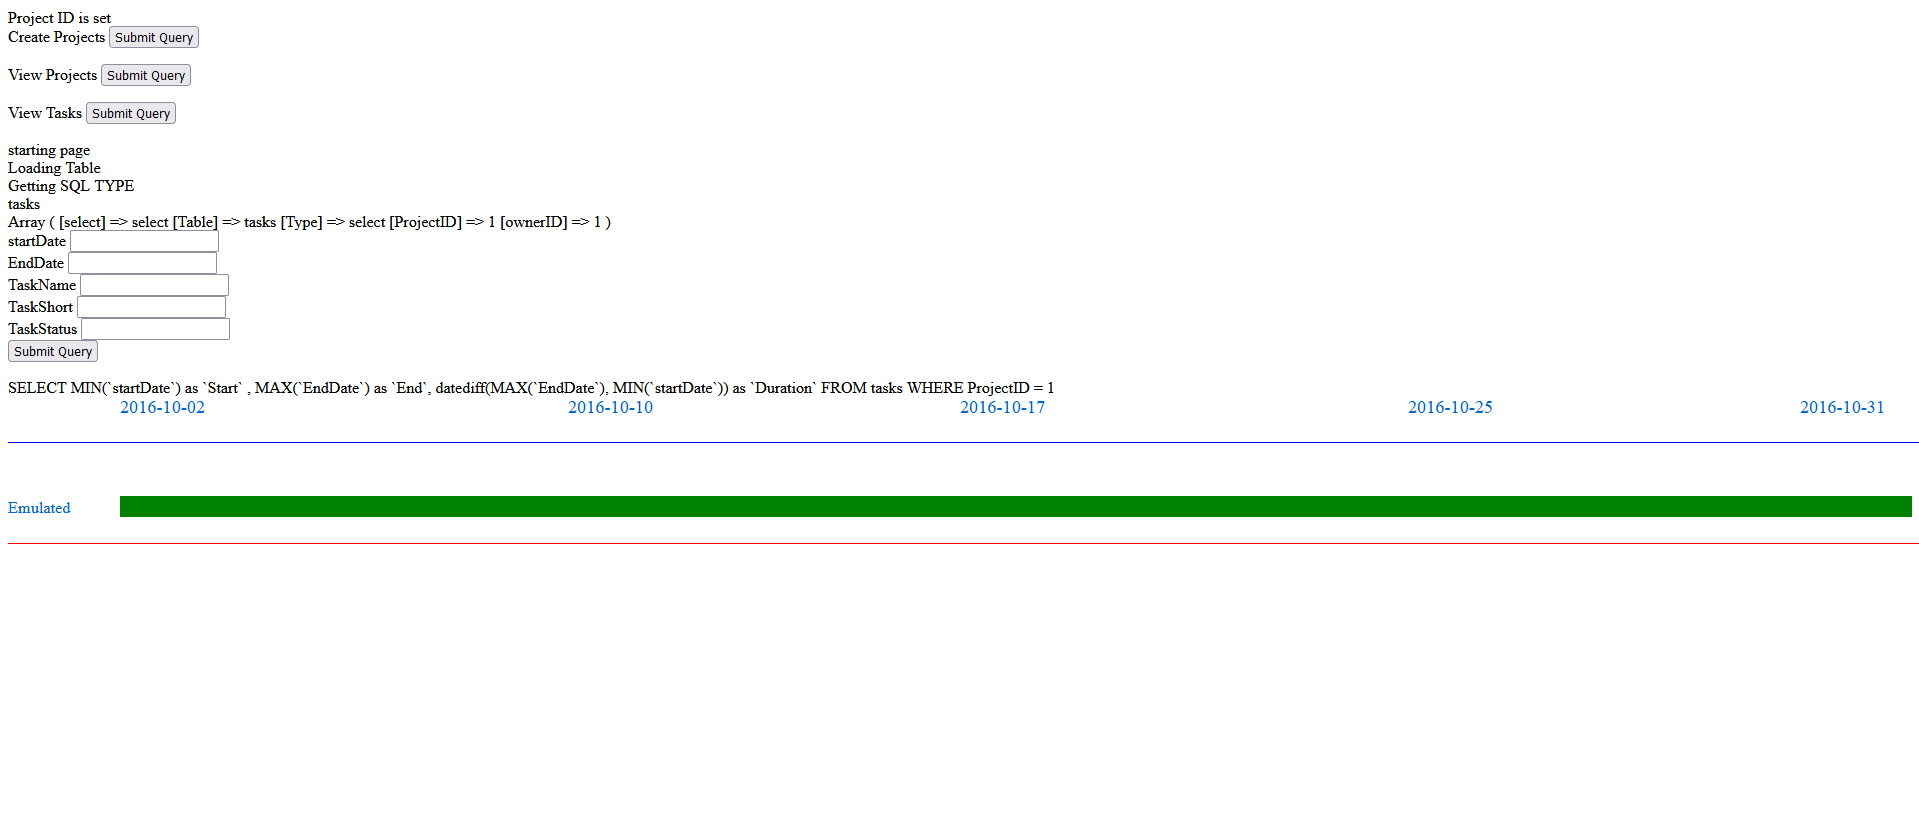 Project ID is set
Create Projects Submit Query
View Projects Submit Query
View Tasks Submit Query
starting page
Loading Table
Getting SQL TYPE
tasks
Array ( [select] => select [Table] => tasks [Type] => select [ProjectID] => 1 [ownerID] => 1 )
startDate
EndDate
TaskName
TaskShort
TaskStatus
Submit Query
SELECT MIN(`startDate`) as `Start` , MAX(`EndDate`) as `End`, datediff(MAX(`EndDate`), MIN(`startDate`)) as `Duration` FROM tasks WHERE ProjectID = 1
2016-10-02 2016-10-10 2016-10-17 2016-10-25 2016-10-31
Emulated